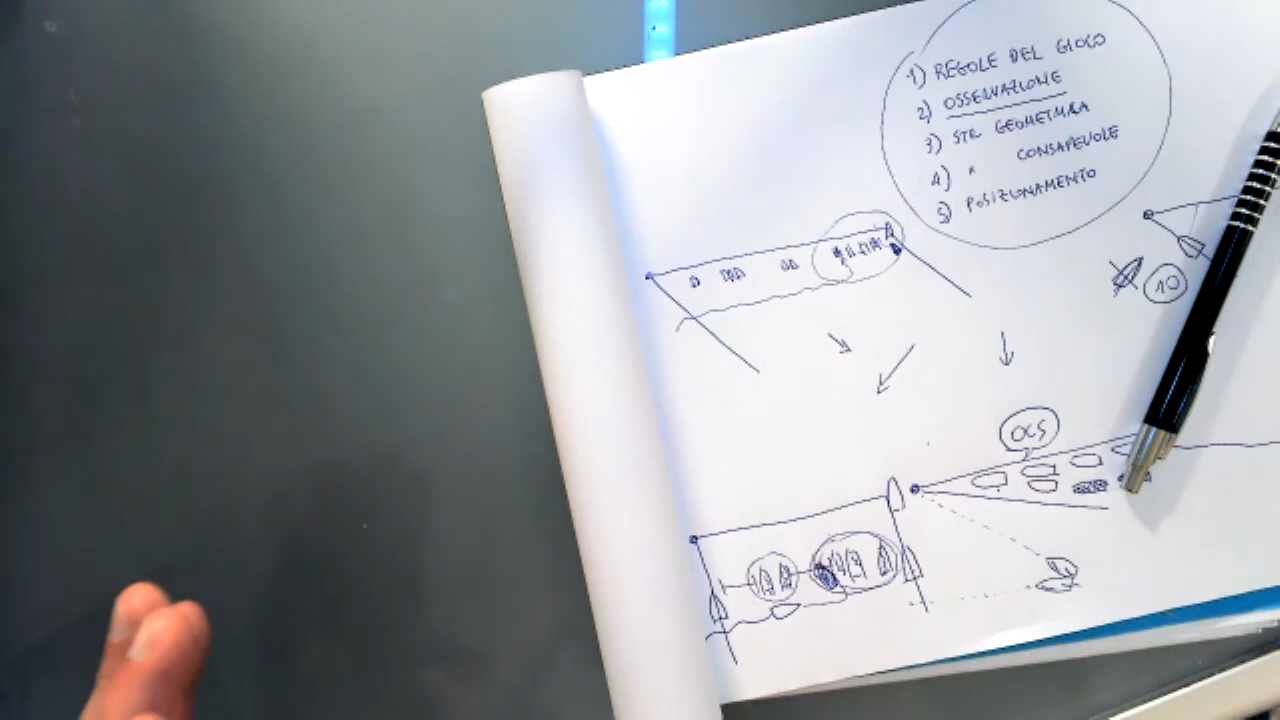 1) REGOLE DEL GIOCO
2) OSSERVAZIONE
3) STR GEOMETRICA
4) " CONSAPEVOLE
5) POSIZIONAMENTO
10
OCS